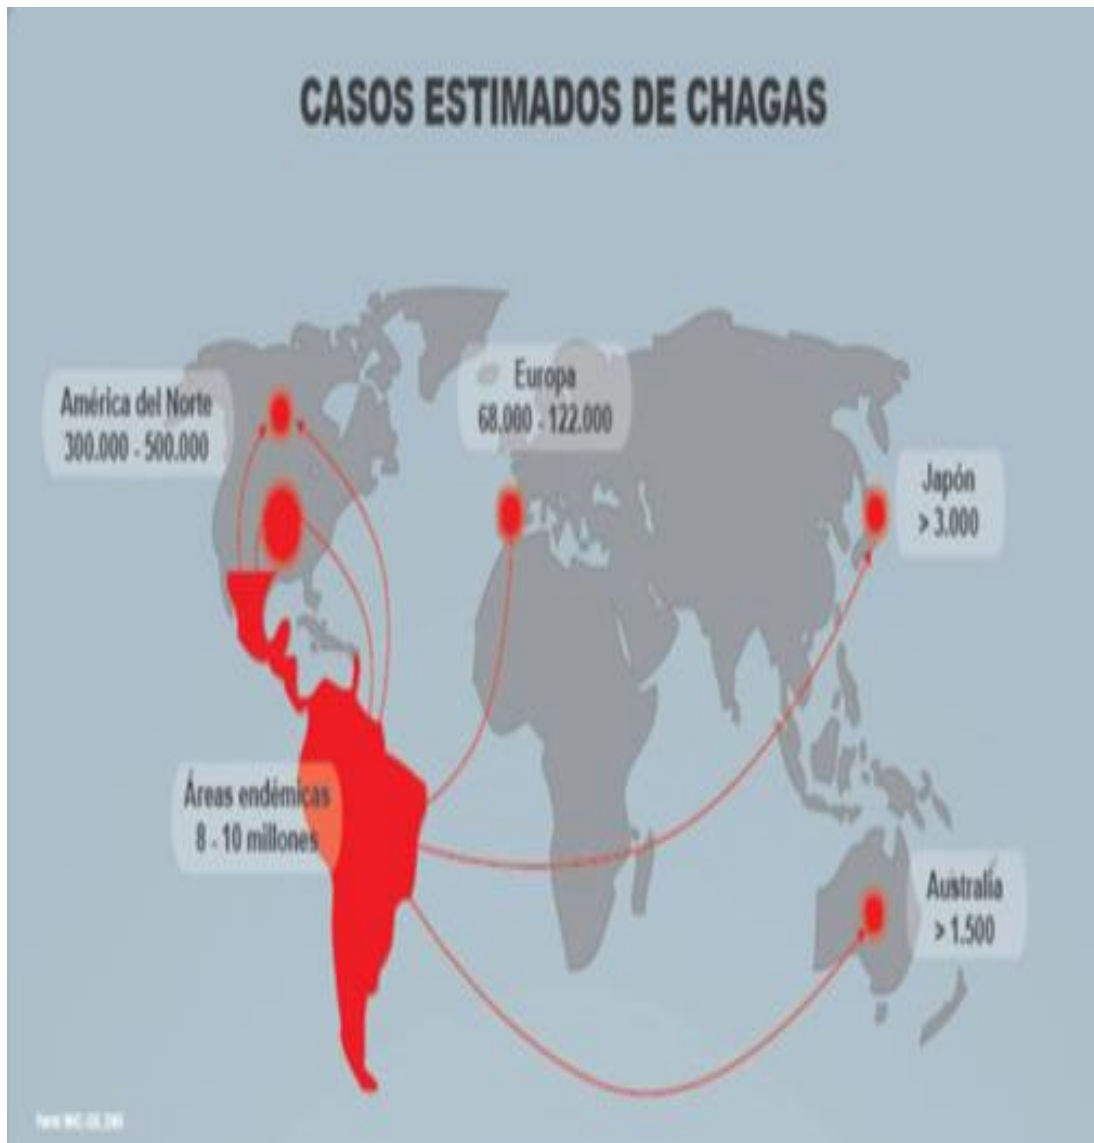 CASOS ESTIMADOS DE CHAGAS
América del Norte
300.000 - 500.000
Europa
68.000 - 122.000
Japón
> 3.000
Áreas endémicas
8 - 10 millones
Australía
> 1.500